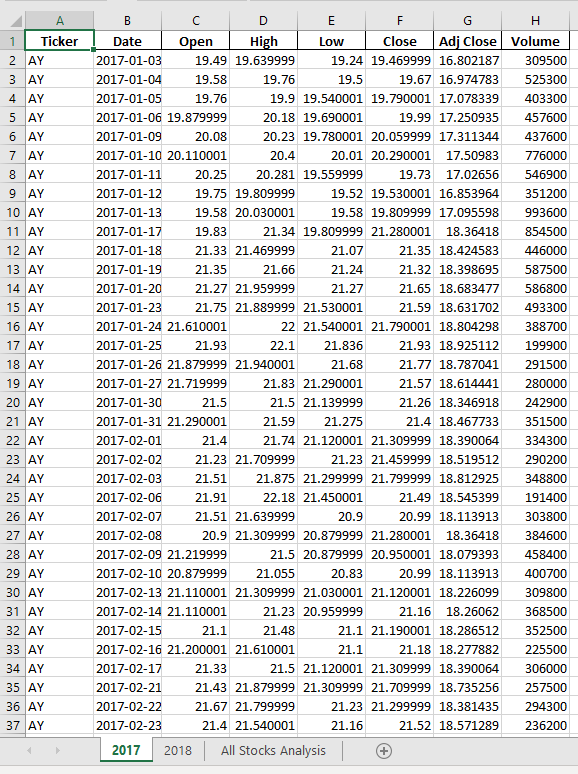 A B C D E F G H
1 Ticker Date Open High Low Close Adj Close Volume
2 AY 2017-01-03 19.49 19.639999 19.24 19.469999 16.802187 309500
3 AY 2017-01-04 19.58 19.76 19.5 19.67 16.974783 525300
4 AY 2017-01-05 19.76 19.9 19.540001 19.790001 17.078339 403300
5 AY 2017-01-06 19.879999 20.18 19.690001 19.99 17.250935 457600
6 AY 2017-01-09 20.08 20.23 19.780001 20.059999 17.311344 437600
7 AY 2017-01-10 20.110001 20.4 20.01 20.290001 17.50983 776000
8 AY 2017-01-11 20.25 20.281 19.559999 19.73 17.02656 546900
9 AY 2017-01-12 19.75 19.809999 19.52 19.530001 16.853964 351200
10 AY 2017-01-13 19.58 20.030001 19.58 19.809999 17.095598 993600
11 AY 2017-01-17 19.83 21.34 19.809999 21.280001 18.36418 854500
12 AY 2017-01-18 21.33 21.469999 21.07 21.35 18.424583 446000
13 AY 2017-01-19 21.35 21.66 21.24 21.32 18.398695 587500
14 AY 2017-01-20 21.27 21.959999 21.27 21.65 18.683477 586800
15 AY 2017-01-23 21.75 21.889999 21.530001 21.59 18.631702 493300
16 AY 2017-01-24 21.610001 22 21.540001 21.790001 18.804298 388700
17 AY 2017-01-25 21.93 22.1 21.836 21.93 18.925112 199900
18 AY 2017-01-26 21.879999 21.940001 21.68 21.77 18.787041 291500
19 AY 2017-01-27 21.719999 21.83 21.290001 21.57 18.614441 280000
20 AY 2017-01-30 21.5 21.5 21.139999 21.26 18.346918 242900
21 AY 2017-01-31 21.290001 21.59 21.275 21.4 18.467733 351500
22 AY 2017-02-01 21.4 21.74 21.120001 21.309999 18.390064 334300
23 AY 2017-02-02 21.23 21.709999 21.23 21.459999 18.519512 290200
24 AY 2017-02-03 21.51 21.875 21.299999 21.799999 18.812925 348800
25 AY 2017-02-06 21.91 22.18 21.450001 21.49 18.545399 191400
26 AY 2017-02-07 21.51 21.639999 20.9 20.99 18.113913 303800
27 AY 2017-02-08 20.9 21.309999 20.879999 21.280001 18.36418 384600
28 AY 2017-02-09 21.219999 21.5 20.879999 20.950001 18.079393 458400
29 AY 2017-02-10 20.879999 21.055 20.83 20.99 18.113913 400700
30 AY 2017-02-13 21.110001 21.309999 21.030001 21.120001 18.226099 309800
31 AY 2017-02-14 21.110001 21.23 20.959999 21.16 18.26062 368500
32 AY 2017-02-15 21.1 21.48 21.1 21.190001 18.286512 352500
33 AY 2017-02-16 21.200001 21.610001 21.1 21.18 18.277882 225500
34 AY 2017-02-17 21.33 21.5 21.120001 21.309999 18.390064 306000
35 AY 2017-02-21 21.43 21.879999 21.309999 21.709999 18.735256 257500
36 AY 2017-02-22 21.67 21.799999 21.23 21.299999 18.381435 294300
37 AY 2017-02-23 21.4 21.540001 21.16 21.52 18.571289 236200
2017 2018 All Stocks Analysis